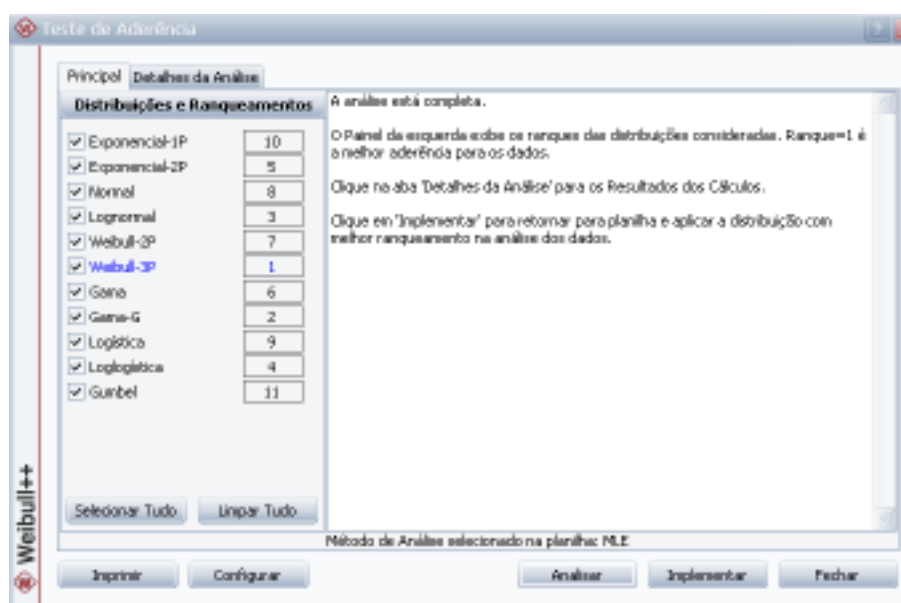 Teste de Aderência
Principal
Detalhes da Análise
Distribuições e Ranqueamentos
Exponencial-1P 10
Exponencial-2P 5
Normal 8
Lognormal 3
Weibull-2P 7
Weibull-3P 1
Gama 6
Gama-G 2
Logística 9
Loglogística 4
Gumbel 11
Selecionar Tudo
Limpar Tudo
A análise está completa.
O Painel da esquerda exibe os ranques das distribuições consideradas. Ranque=1 é
a melhor aderência para os dados.
Clique na aba 'Detalhes da Análise' para os Resultados dos Cálculos.
Clique em 'Implementar' para retornar para planilha e aplicar a distribuição com
melhor ranqueamento na análise dos dados.
Método de Análise selecionado na planilha: MLE
Imprimir
Configurar
Analisar
Implementar
Fechar
Weibull++